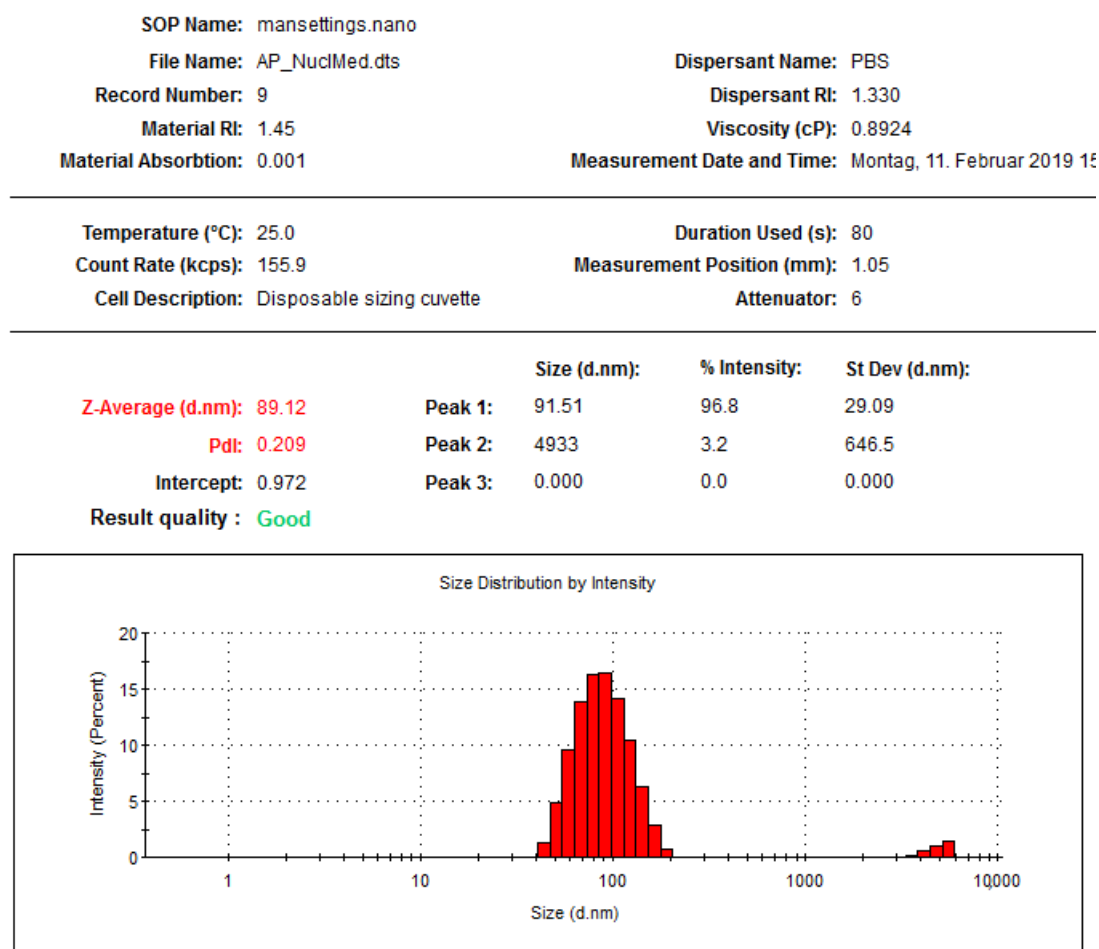 SOP Name: mansettings.nano
File Name: AP_NuclMed.dts Dispersant Name: PBS
Record Number: 9 Dispersant RI: 1.330
Material RI: 1.45 Viscosity (cP): 0.8924
Material Absorbtion: 0.001 Measurement Date and Time: Montag, 11. Februar 2019 15
Temperature (°C): 25.0 Duration Used (s): 80
Count Rate (kcps): 155.9 Measurement Position (mm): 1.05
Cell Description: Disposable sizing cuvette Attenuator: 6
Size (d.nm): % Intensity: St Dev (d.nm):
Z-Average (d.nm): 89.12 Peak 1: 91.51 96.8 29.09
PdI: 0.209 Peak 2: 4933 3.2 646.5
Intercept: 0.972 Peak 3: 0.000 0.0 0.000
Result quality : Good
Size Distribution by Intensity
Intensity (Percent)
20
15
10
5
0
1 10 100 1000 10,000
Size (d.nm)